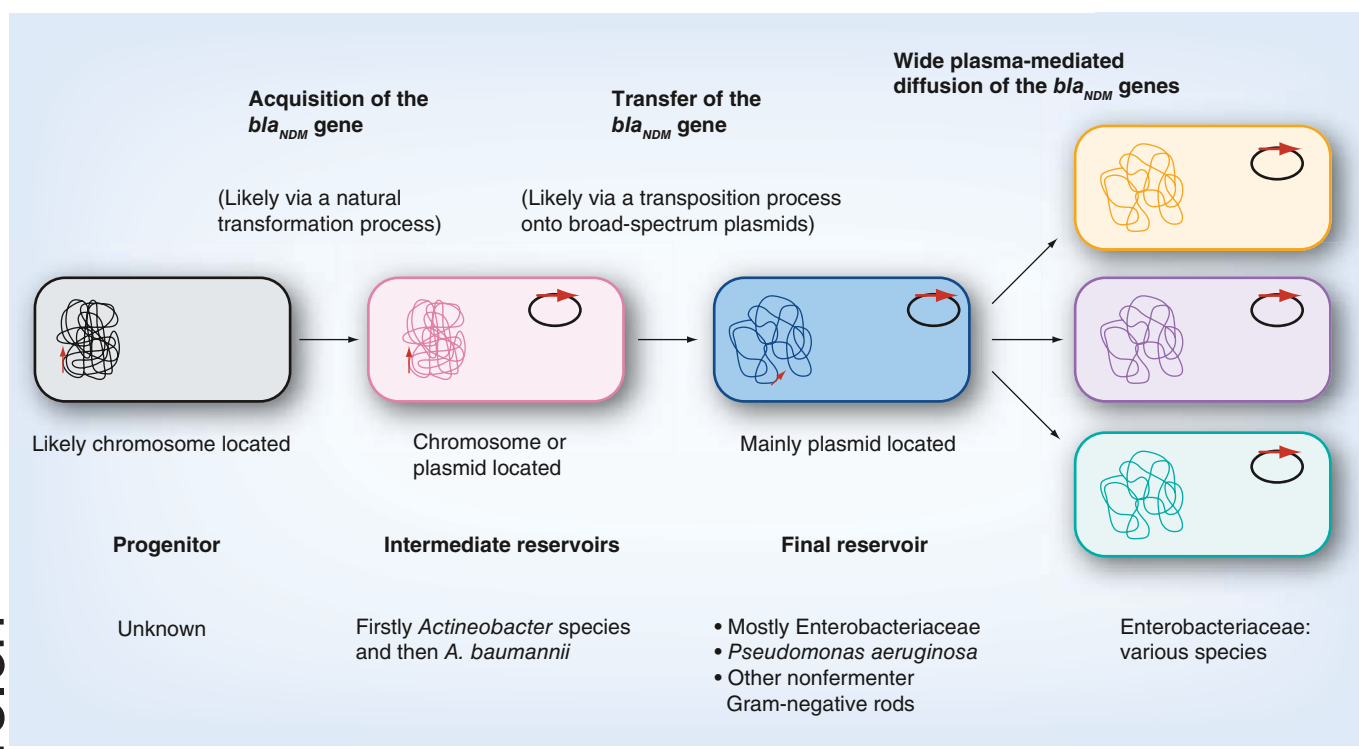 Acquisition of the
bla_NDM gene
(Likely via a natural
transformation process)
Transfer of the
bla_NDM gene
(Likely via a transposition process
onto broad-spectrum plasmids)
Wide plasma-mediated
diffusion of the bla_NDM genes
Likely chromosome located
Chromosome or
plasmid located
Mainly plasmid located
Progenitor
Intermediate reservoirs
Final reservoir
Unknown
Firstly Actineobacter species
and then A. baumannii
• Mostly Enterobacteriaceae
• Pseudomonas aeruginosa
• Other nonfermenter
Gram-negative rods
Enterobacteriaceae:
various species